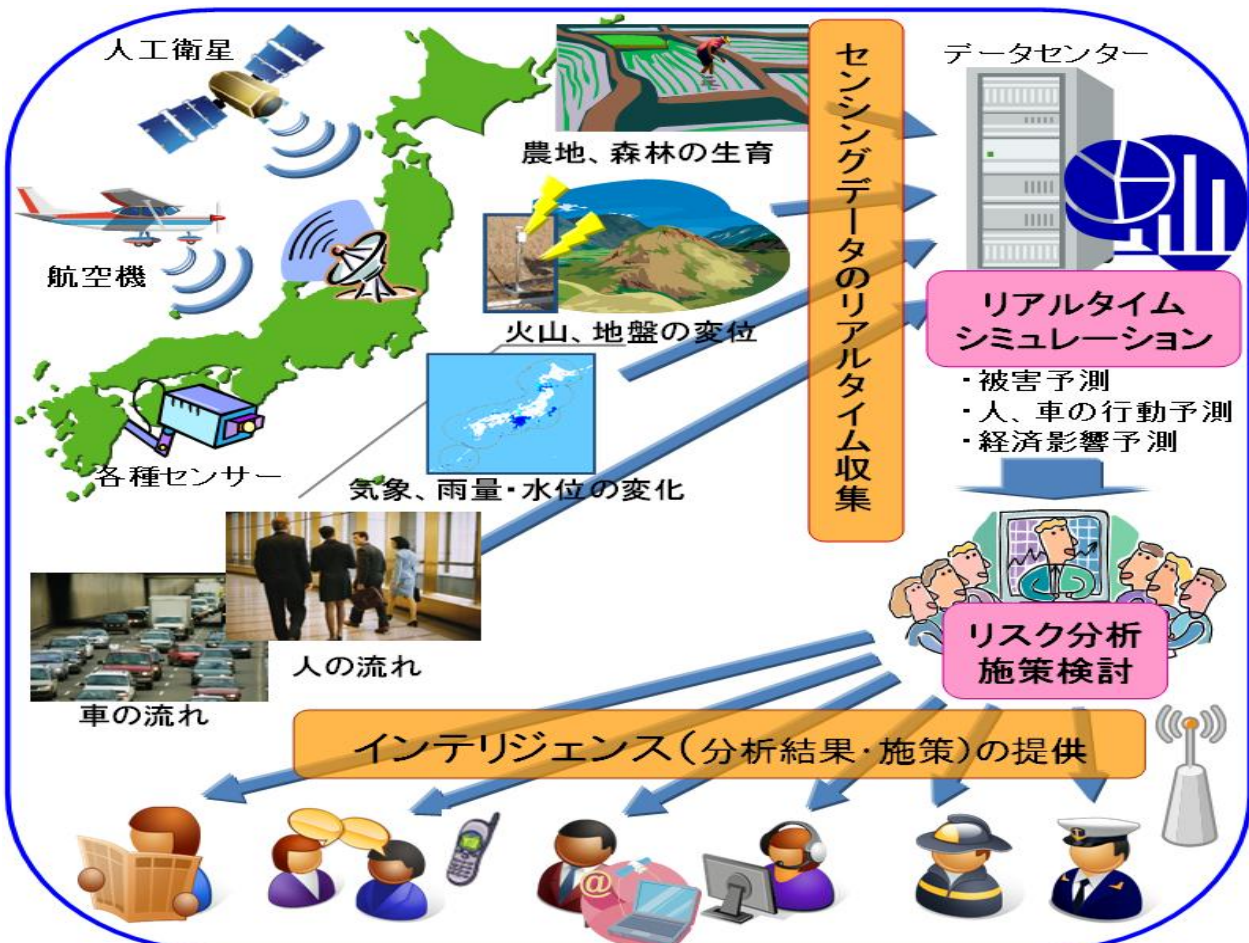 人工衛星
航空機
各種センサー
農地、森林の生育
火山、地盤の変位
気象、雨量・水位の変化
人の流れ
車の流れ
センシングデータのリアルタイム収集
データセンター
リアルタイム
シミュレーション
・被害予測
・人、車の行動予測
・経済影響予測
リスク分析
施策検討
インテリジェンス(分析結果・施策)の提供
@